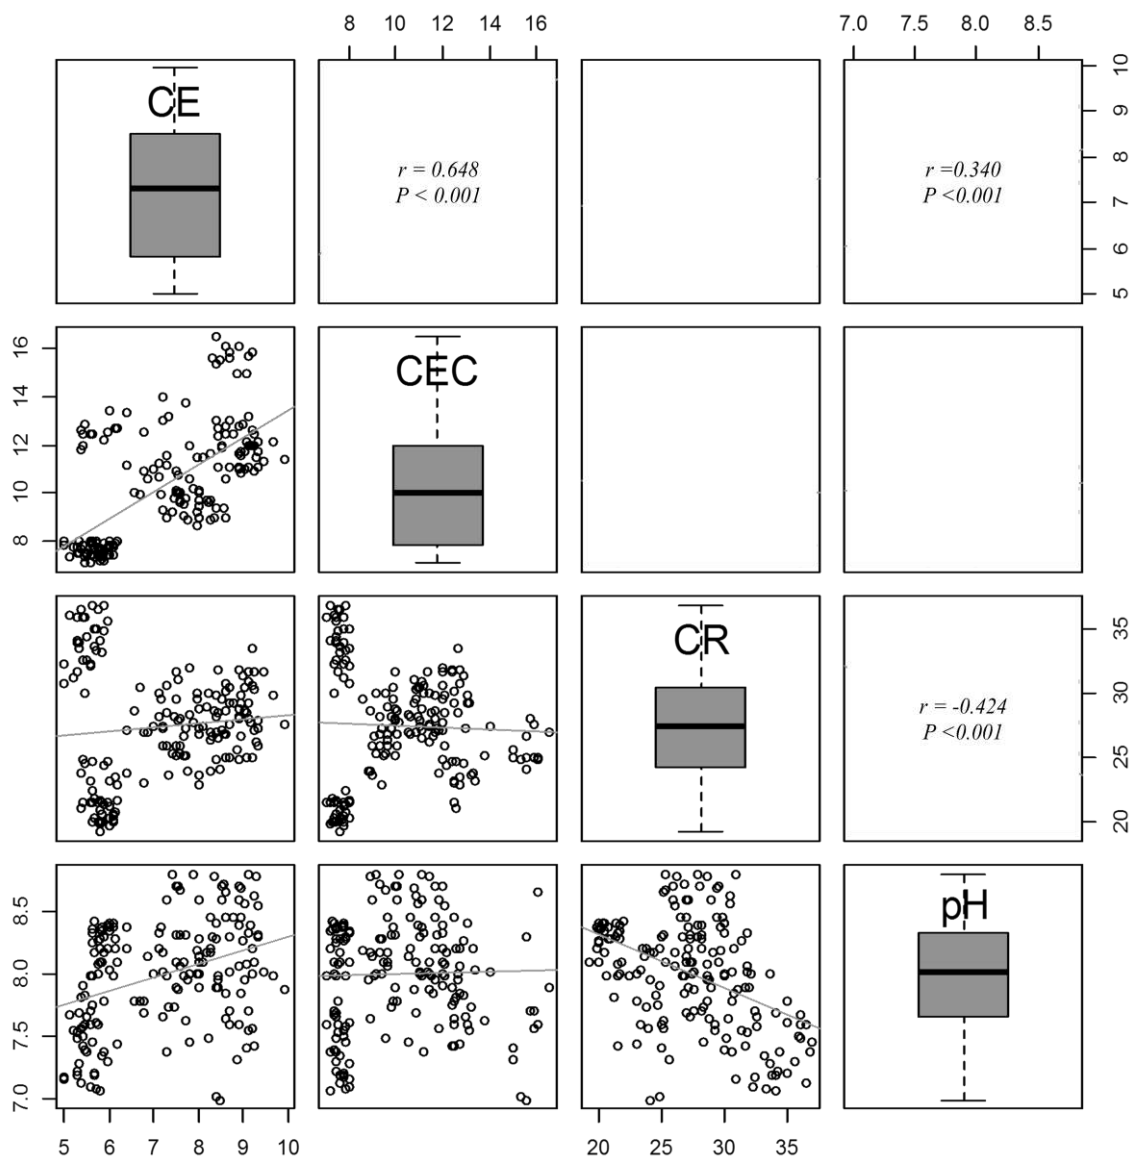 8 10 12 14 16
7.0 7.5 8.0 8.5
CE
r = 0.648
P < 0.001
r =0.340
P <0.001
5 6 7 8 9 10
CEC
8 10 12 14 16
CR
r = -0.424
P <0.001
20 25 30 35
pH
7.0 7.5 8.0 8.5
5 6 7 8 9 10
20 25 30 35